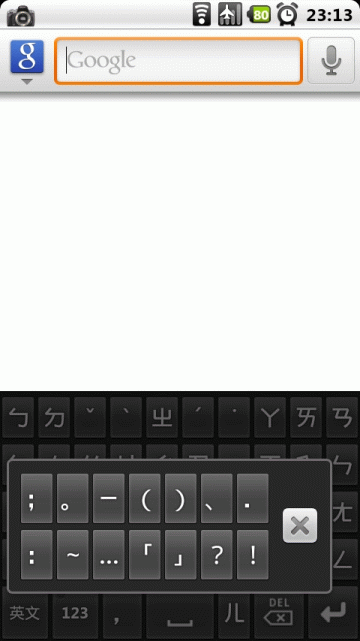 80 23:13
g Google
ㄅ ㄉ ˇ ˋ ㄓ ˊ ˙ ㄚ ㄞ ㄢ
; 。 － ( ) 、 .
: ~ … 「 」 ? !
英文 123 ， ㄦ DEL